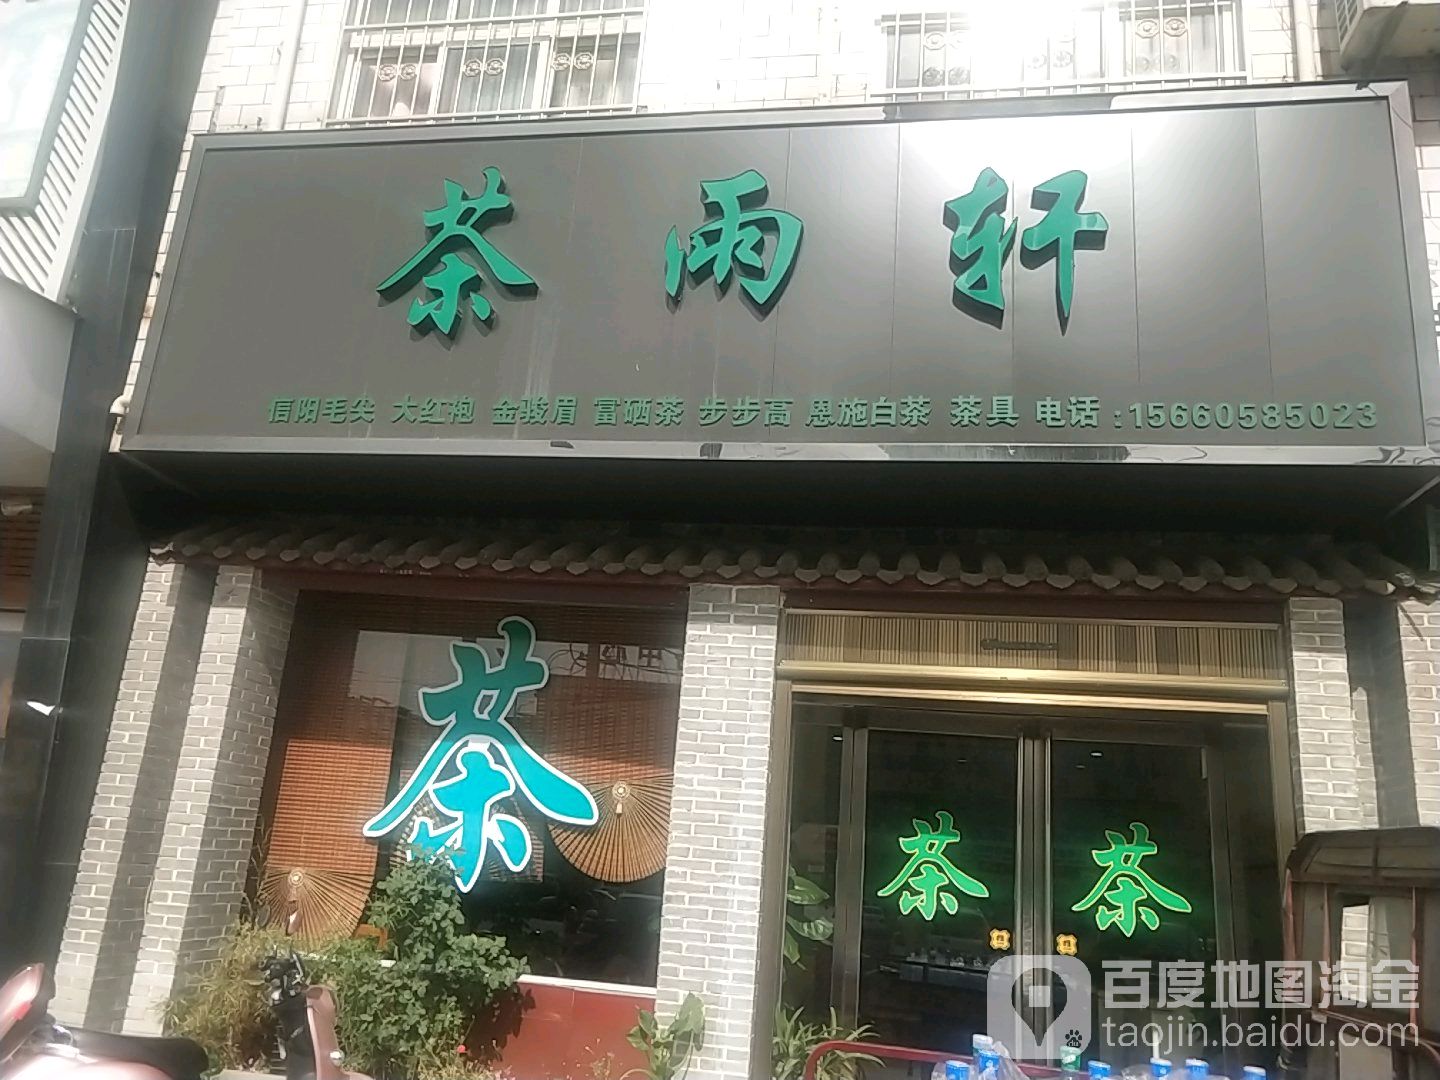 茶雨轩
信阳毛尖 大红袍 金骏眉 富硒茶 步步高 恩施白茶 茶具 电话:15660585023
茶
茶 茶
百度地图淘金
taojin.baidu.com